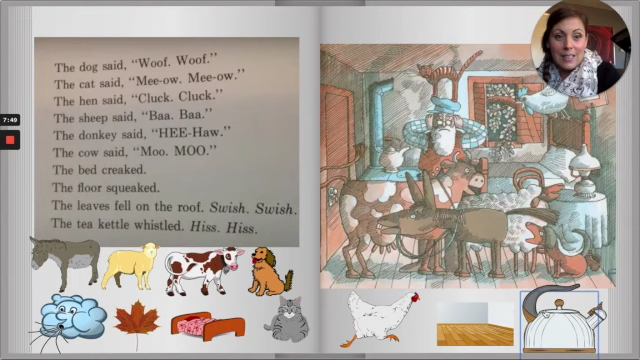 The dog said, "Woof. Woof."
The cat said, "Mee-ow. Mee-ow."
The hen said, "Cluck. Cluck."
The sheep said, "Baa. Baa."
The donkey said, "HEE-Haw."
The cow said, "Moo. MOO."
The bed creaked.
The floor squeaked.
The leaves fell on the roof. Swish. Swish.
The tea kettle whistled. Hiss. Hiss.
7:49